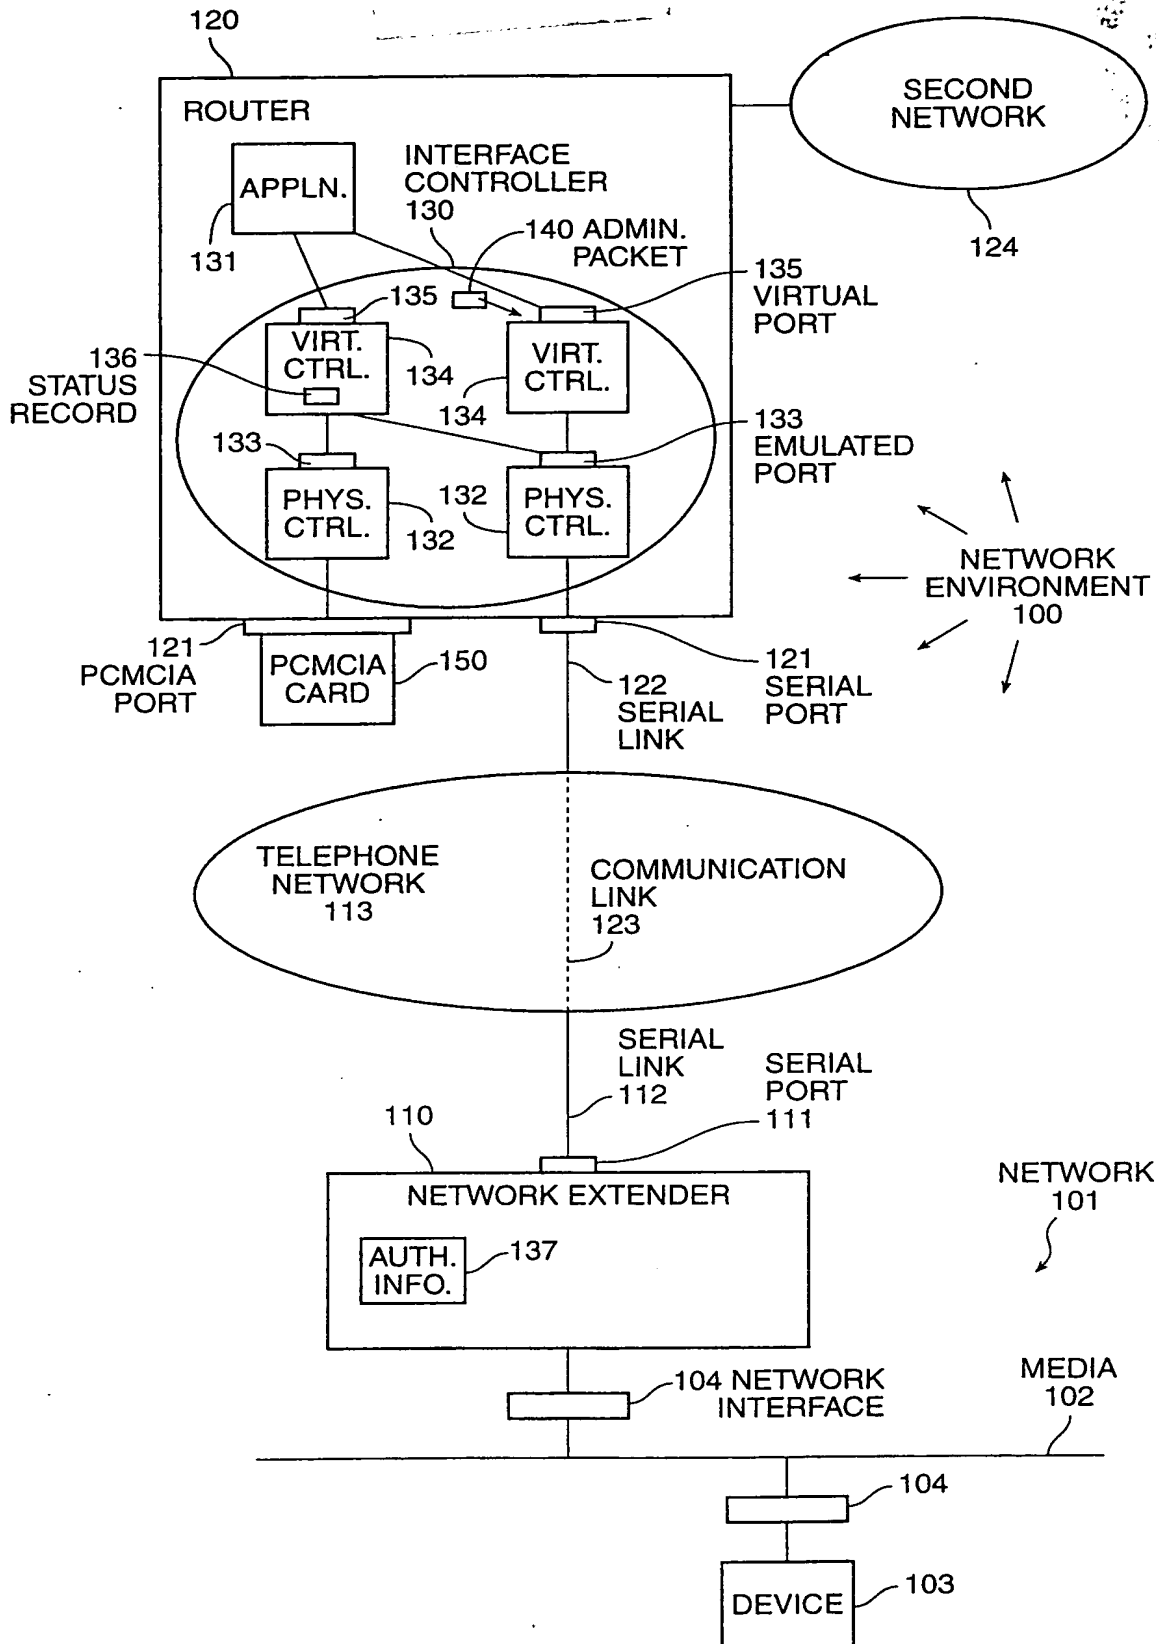 120
ROUTER
SECOND
NETWORK
124
APPLN.
131
INTERFACE
CONTROLLER
130
140 ADMIN.
PACKET
135
135
VIRTUAL
PORT
VIRT.
CTRL.
134
VIRT.
CTRL.
134
136
STATUS
RECORD
133
133
EMULATED
PORT
PHYS.
CTRL.
132
132
PHYS.
CTRL.
NETWORK
ENVIRONMENT
100
121
PCMCIA
PORT
PCMCIA
CARD
150
122
SERIAL
LINK
121
SERIAL
PORT
TELEPHONE
NETWORK
113
COMMUNICATION
LINK
123
SERIAL
LINK
112
SERIAL
PORT
111
110
NETWORK EXTENDER
AUTH.
INFO.
137
NETWORK
101
104 NETWORK
INTERFACE
MEDIA
102
104
DEVICE
103